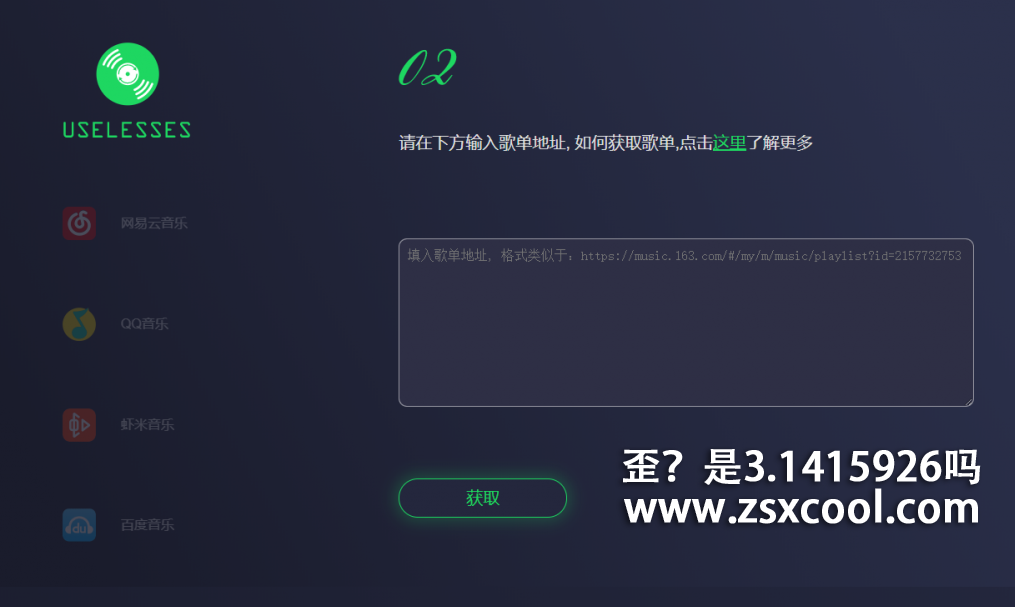 USELESSES
02
请在下方输入歌单地址, 如何获取歌单,点击这里了解更多
网易云音乐
填入歌单地址，格式类似于：https://music.163.com/#/my/m/music/playlist?id=2157732753
QQ音乐
虾米音乐
获取
百度音乐
du
歪？是3.1415926吗
www.zsxcool.com